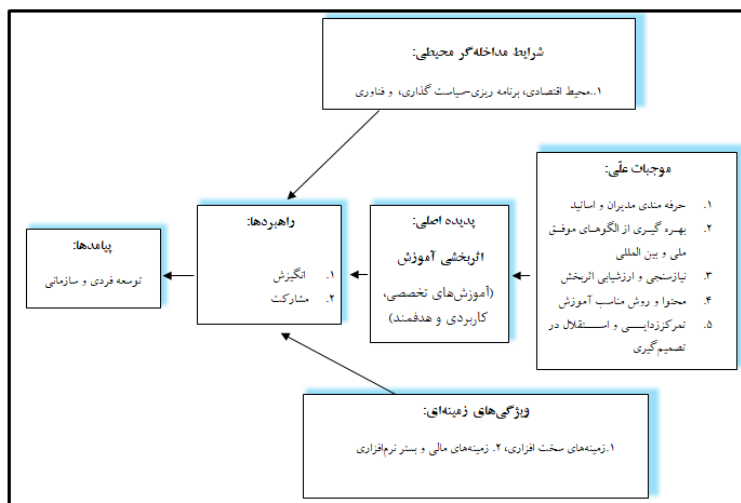 شرایط مداخله‌گر محیطی:
۱..محیط اقتصادی، برنامه ریزی-سیاست گذاری، و فناوری
موجبات علّی:
۱. حرفه مندی مدیران و اساتید
۲. بهره گیری از الگوهای موفق
ملی و بین المللی
۳. نیازسنجی و ارزشیابی اثربخش
۴. محتوا و روش مناسب آموزش
۵. تمرکززدایی و استقلال در
تصمیم‌گیری
پدیده اصلی:
اثربخشی آموزش
(آموزش‌های تخصصی،
کاربردی و هدفمند)
راهبردها:
۱. انگیزش
۲. مشارکت
پیامدها:
توسعه فردی و سازمانی
ویژگی‌های زمینه‌ای:
۱.زمینه‌های سخت افزاری، ۲. زمینه‌های مالی و بستر نرم‌افزاری